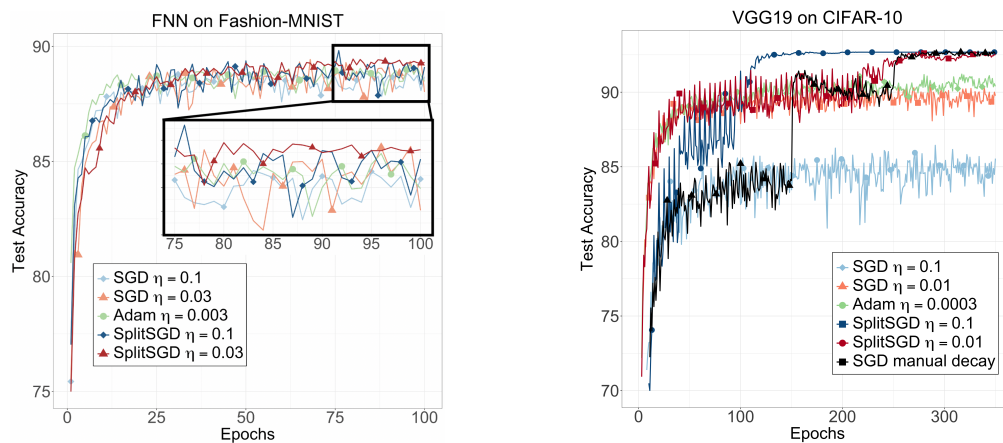 FNN on Fashion-MNIST
90
85
80
75
Test Accuracy
75
80
85
90
95
100
SGD η = 0.1
SGD η = 0.03
Adam η = 0.003
SplitSGD η = 0.1
SplitSGD η = 0.03
0
25
50
75
100
Epochs
VGG19 on CIFAR-10
90
85
80
75
70
Test Accuracy
SGD η = 0.1
SGD η = 0.01
Adam η = 0.0003
SplitSGD η = 0.1
SplitSGD η = 0.01
SGD manual decay
0
100
200
300
Epochs